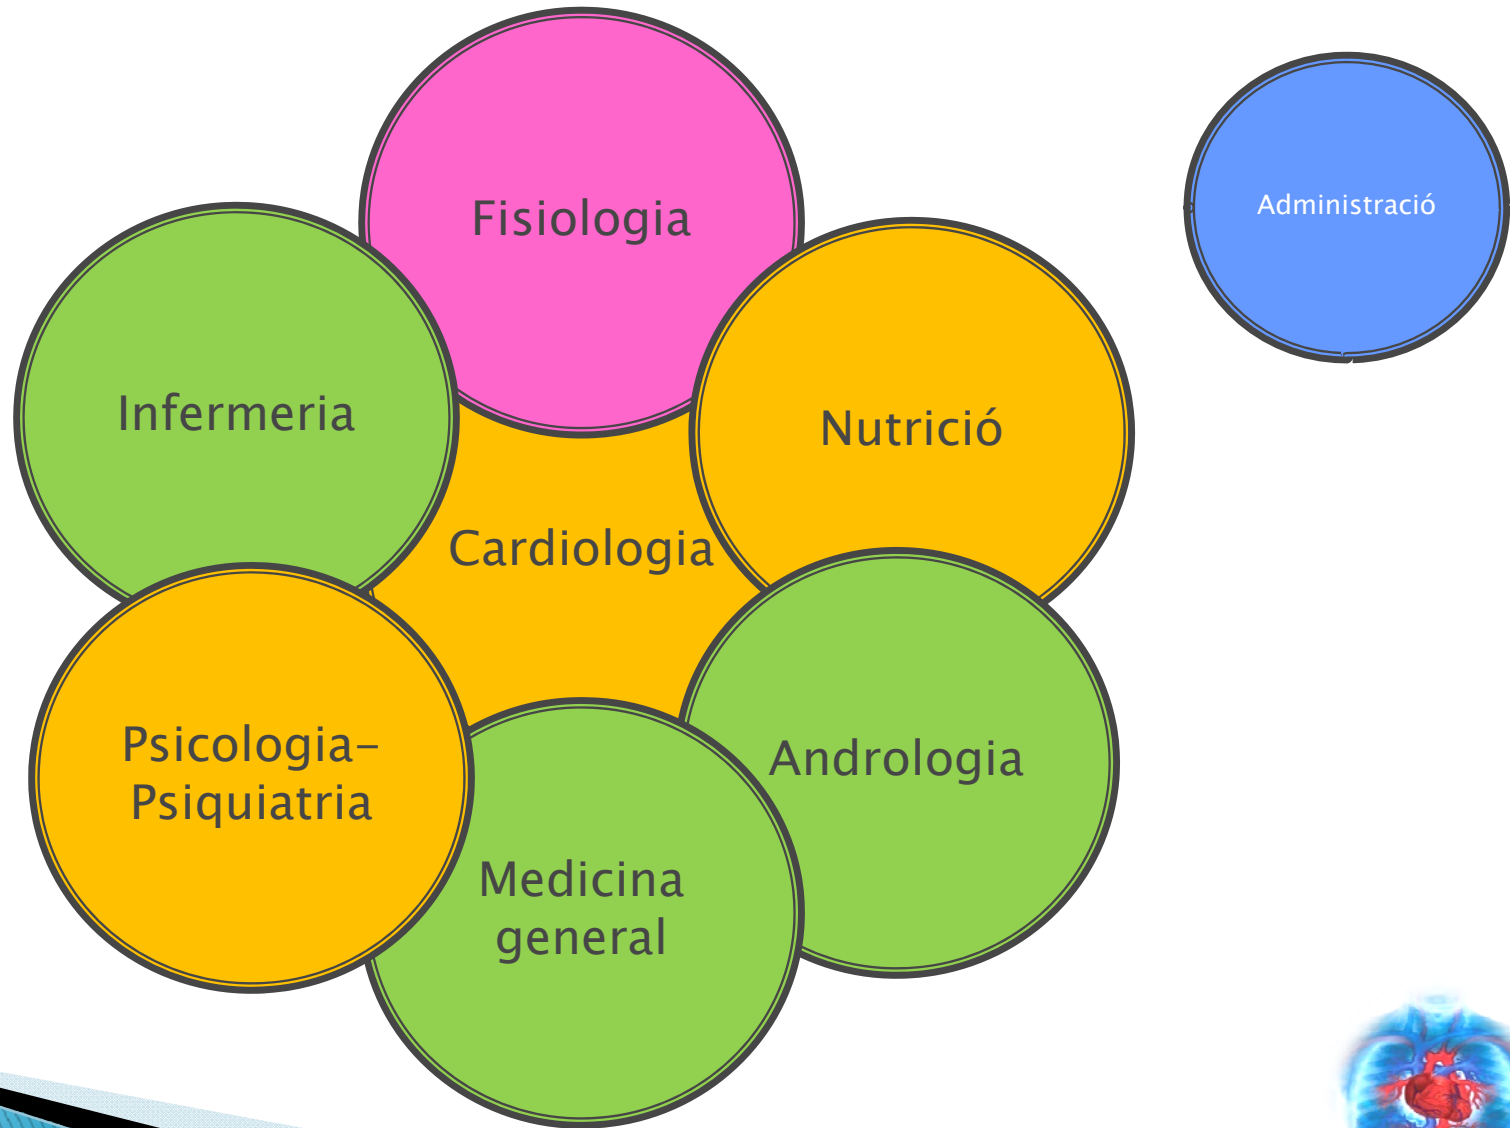 Fisiologia
Administració
Infermeria
Nutrició
Cardiologia
Psicologia-
Psiquiatria
Andrologia
Medicina
general